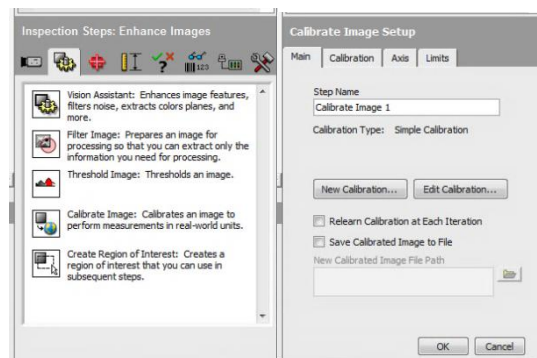 Inspection Steps: Enhance Images
Vision Assistant: Enhances image features,
filters noise, extracts colors planes, and
more.
Filter Image: Prepares an image for
processing so that you can extract only the
information you need for processing.
Threshold Image: Thresholds an image.
Calibrate Image: Calibrates an image to
perform measurements in real-world units.
Create Region of Interest: Creates a
region of interest that you can use in
subsequent steps.
Calibrate Image Setup
Main Calibration Axis Limits
Step Name
Calibrate Image 1
Calibration Type: Simple Calibration
New Calibration... Edit Calibration...
Relearn Calibration at Each Iteration
Save Calibrated Image to File
New Calibrated Image File Path
OK Cancel